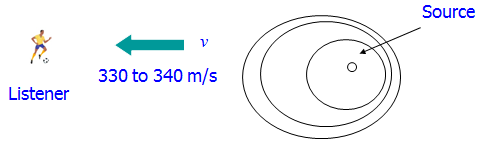 Source
v
330 to 340 m/s
Listener